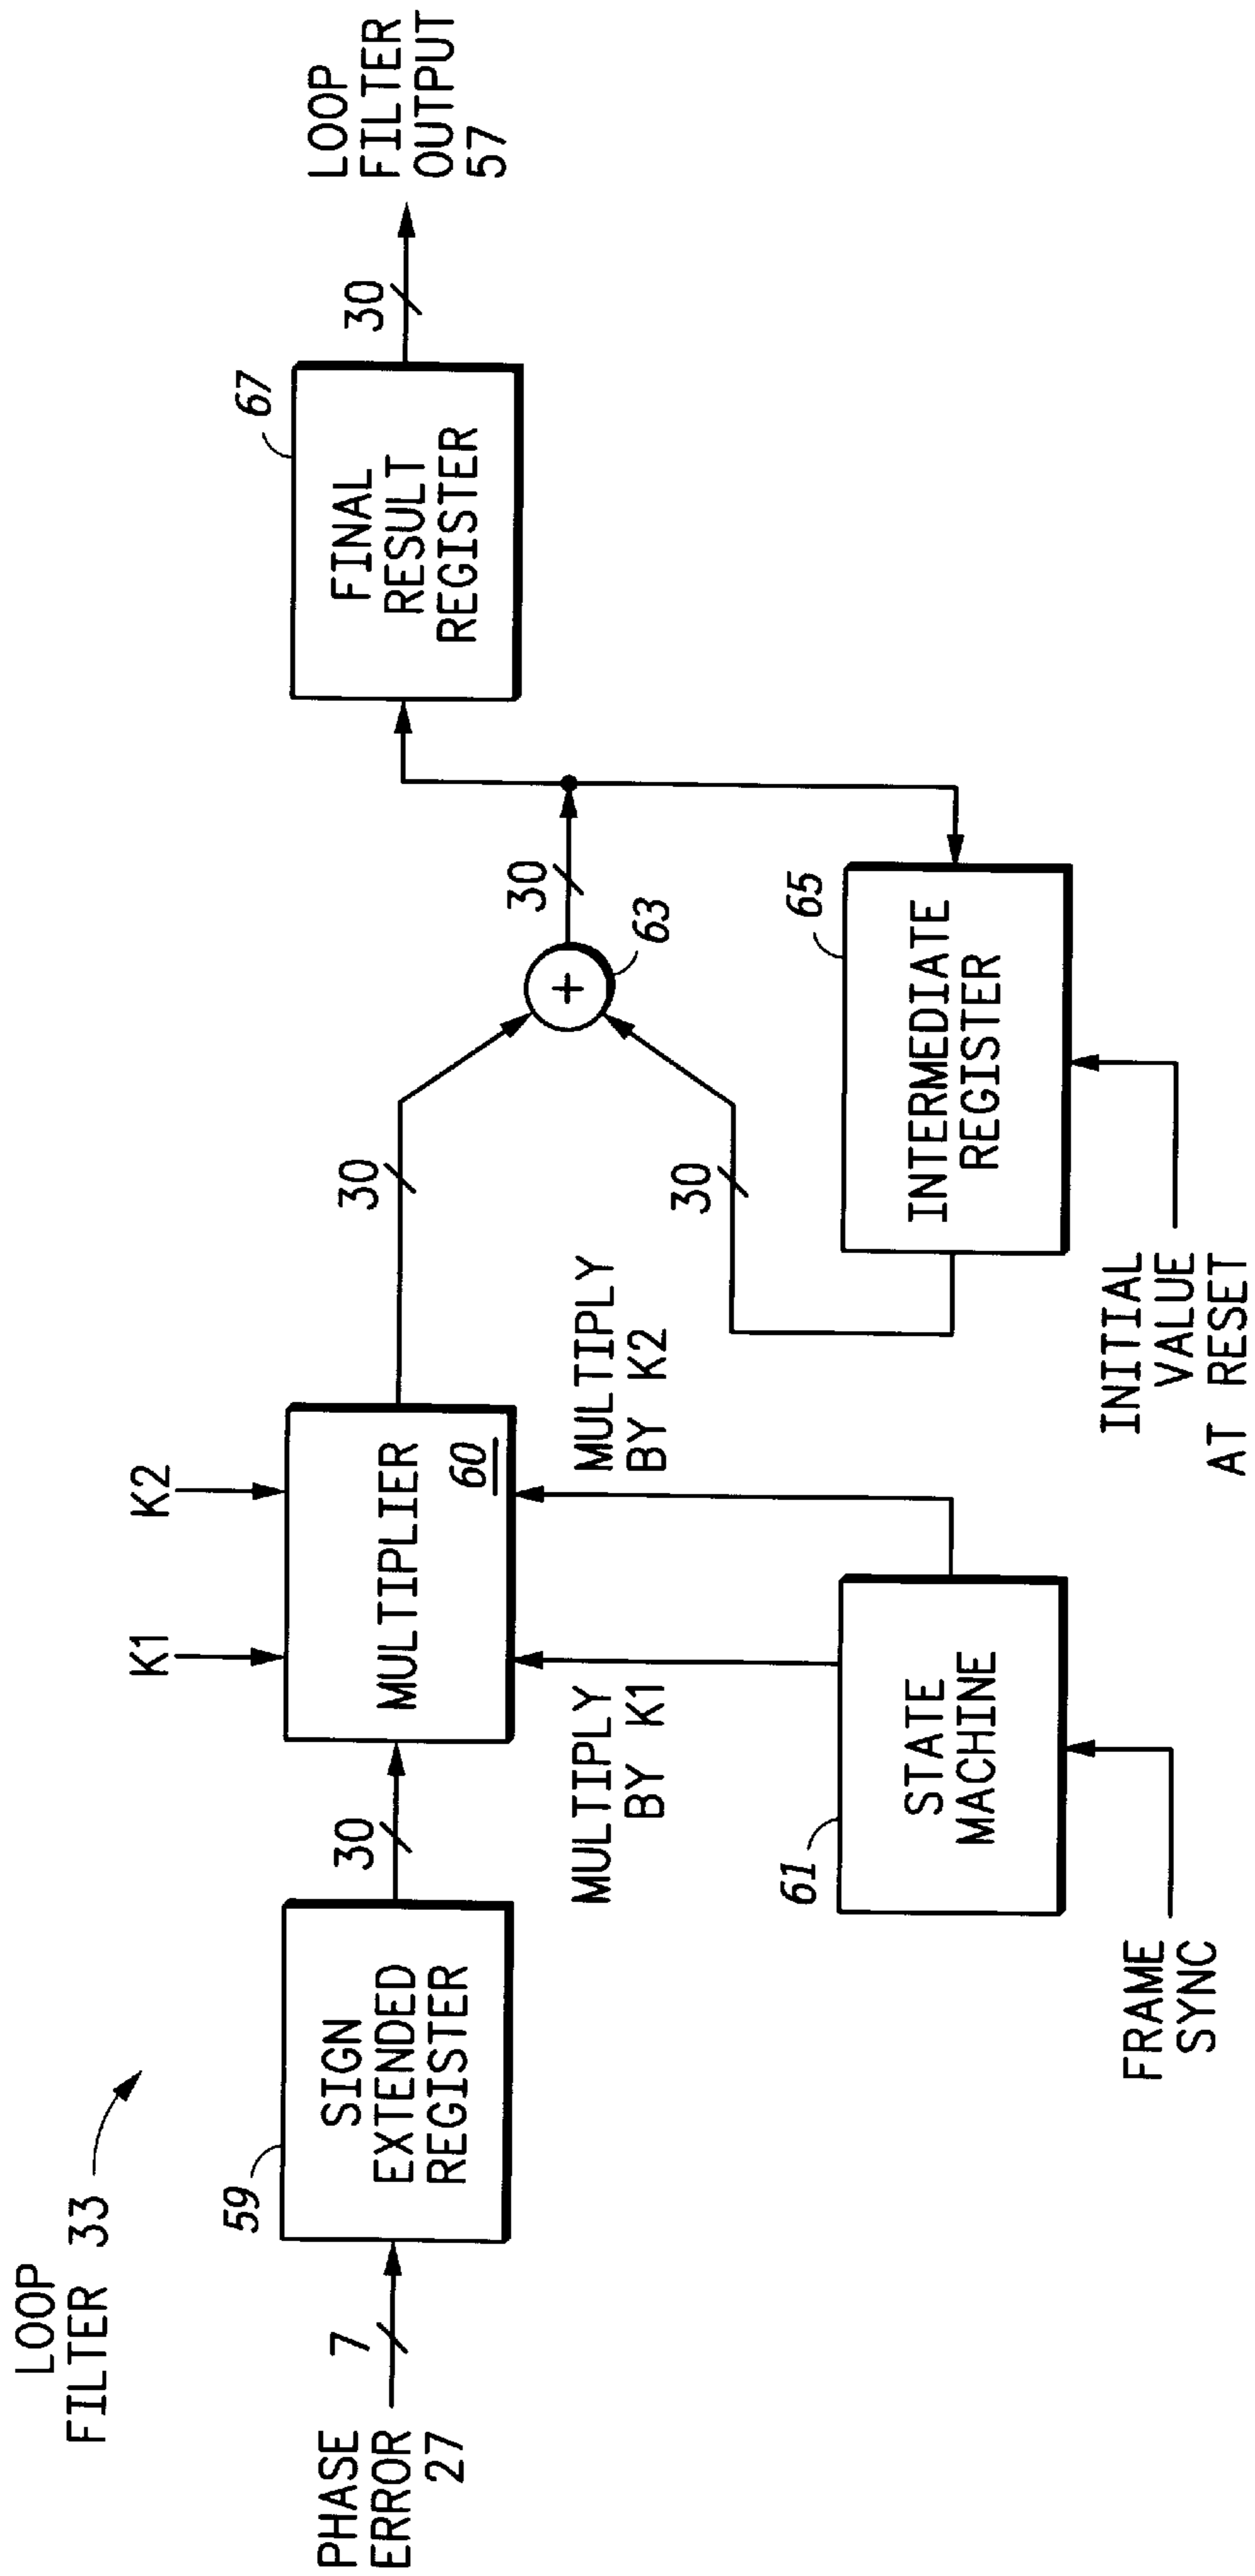 LOOP
FILTER 33
PHASE
ERROR
27
7
59
SIGN
EXTENDED
REGISTER
30
K1
K2
MULTIPLIER
60
MULTIPLY
BY K1
MULTIPLY
BY K2
61
STATE
MACHINE
FRAME
SYNC
30
30
63
+
30
65
INTERMEDIATE
REGISTER
INITIAL
VALUE
AT RESET
67
FINAL
RESULT
REGISTER
30
LOOP
FILTER
OUTPUT
57